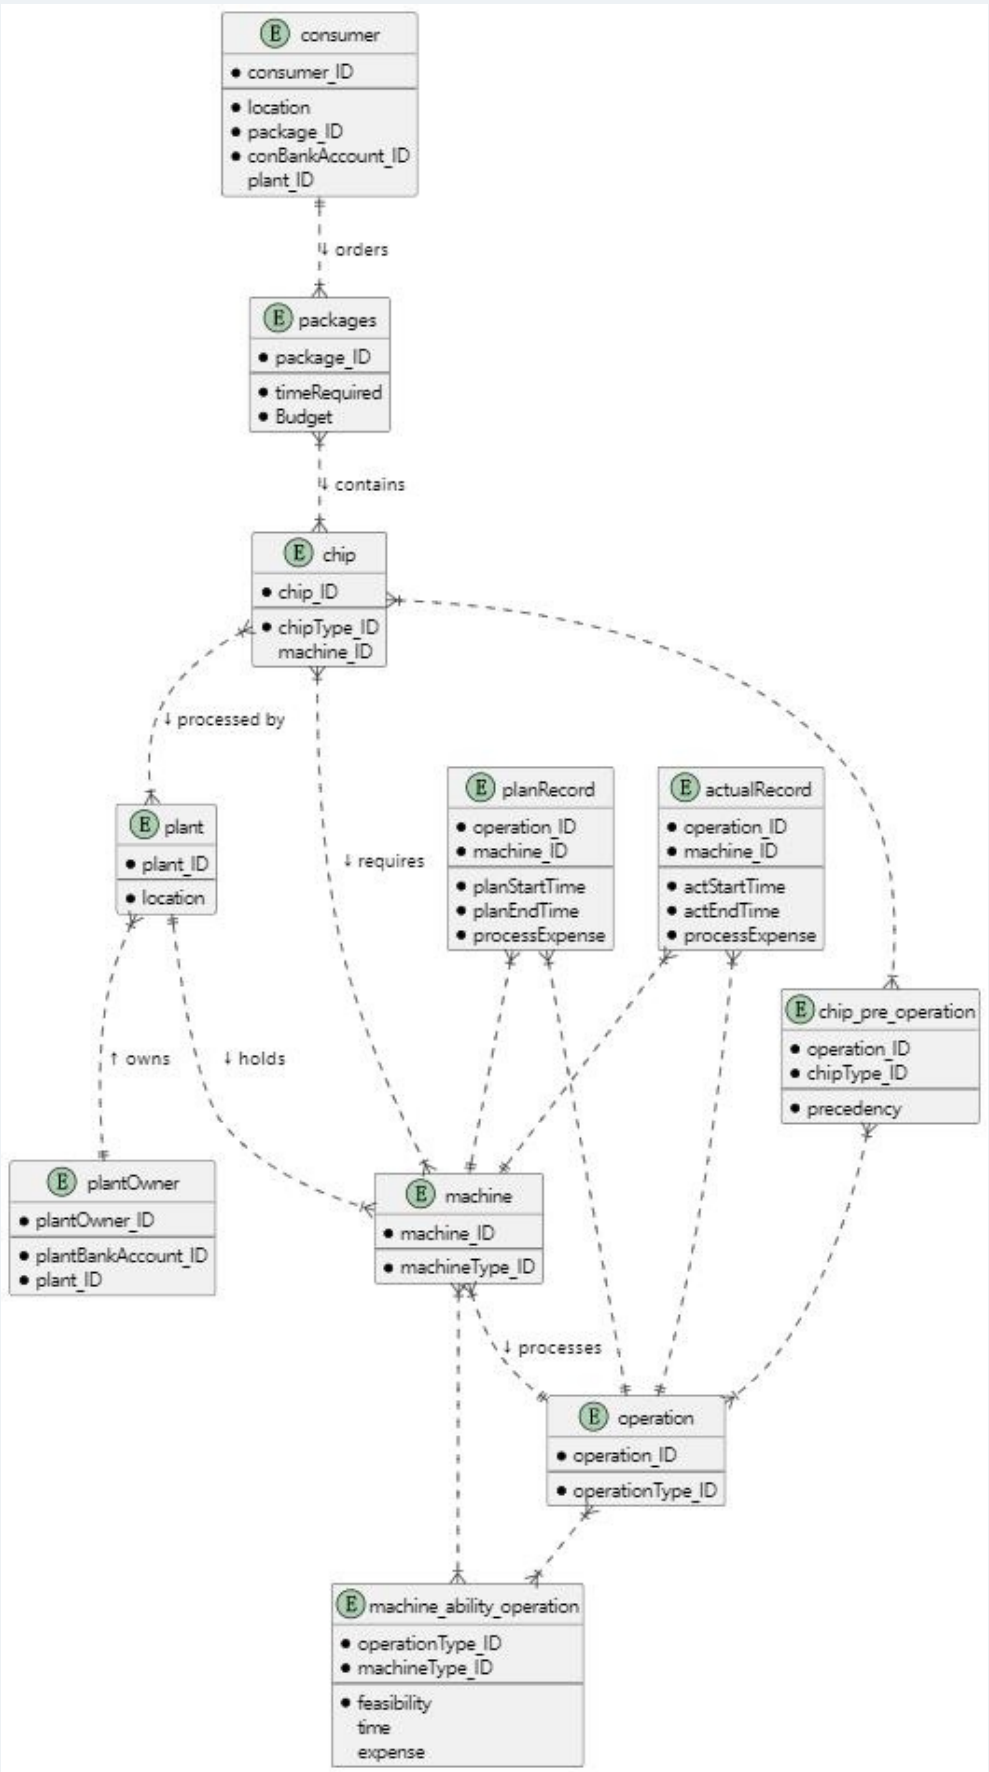 E consumer
● consumer_ID
● location
● package_ID
● conBankAccount_ID
plant_ID
↓ orders
E packages
● package_ID
● timeRequired
● Budget
↓ contains
E chip
● chip_ID
● chipType_ID
machine_ID
↓ processed by
E planRecord
● operation_ID
● machine_ID
● planStartTime
● planEndTime
● processExpense
E actualRecord
● operation_ID
● machine_ID
● actStartTime
● actEndTime
● processExpense
E plant
● plant_ID
● location
↓ requires
E chip_pre_operation
● operation_ID
● chipType_ID
● precedency
↑ owns
↓ holds
E plantOwner
● plantOwner_ID
● plantBankAccount_ID
● plant_ID
E machine
● machine_ID
● machineType_ID
↓ processes
E operation
● operation_ID
● operationType_ID
E machine_ability_operation
● operationType_ID
● machineType_ID
● feasibility
time
expense